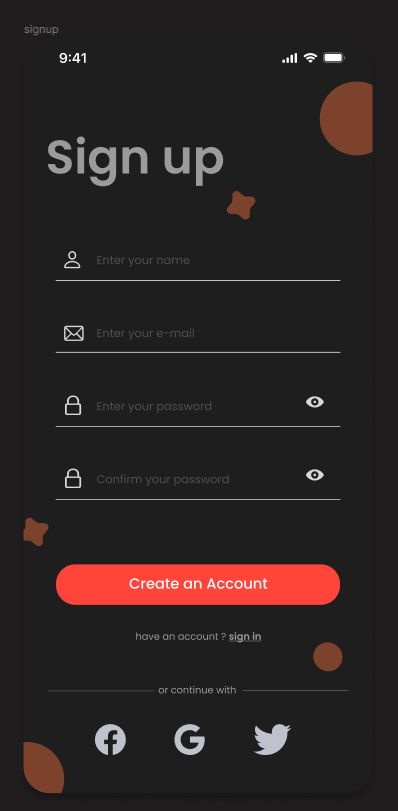 signup
9:41
Sign up
Enter your name
Enter your e-mail
Enter your password
Confirm your password
Create an Account
have an account ? sign in
or continue with